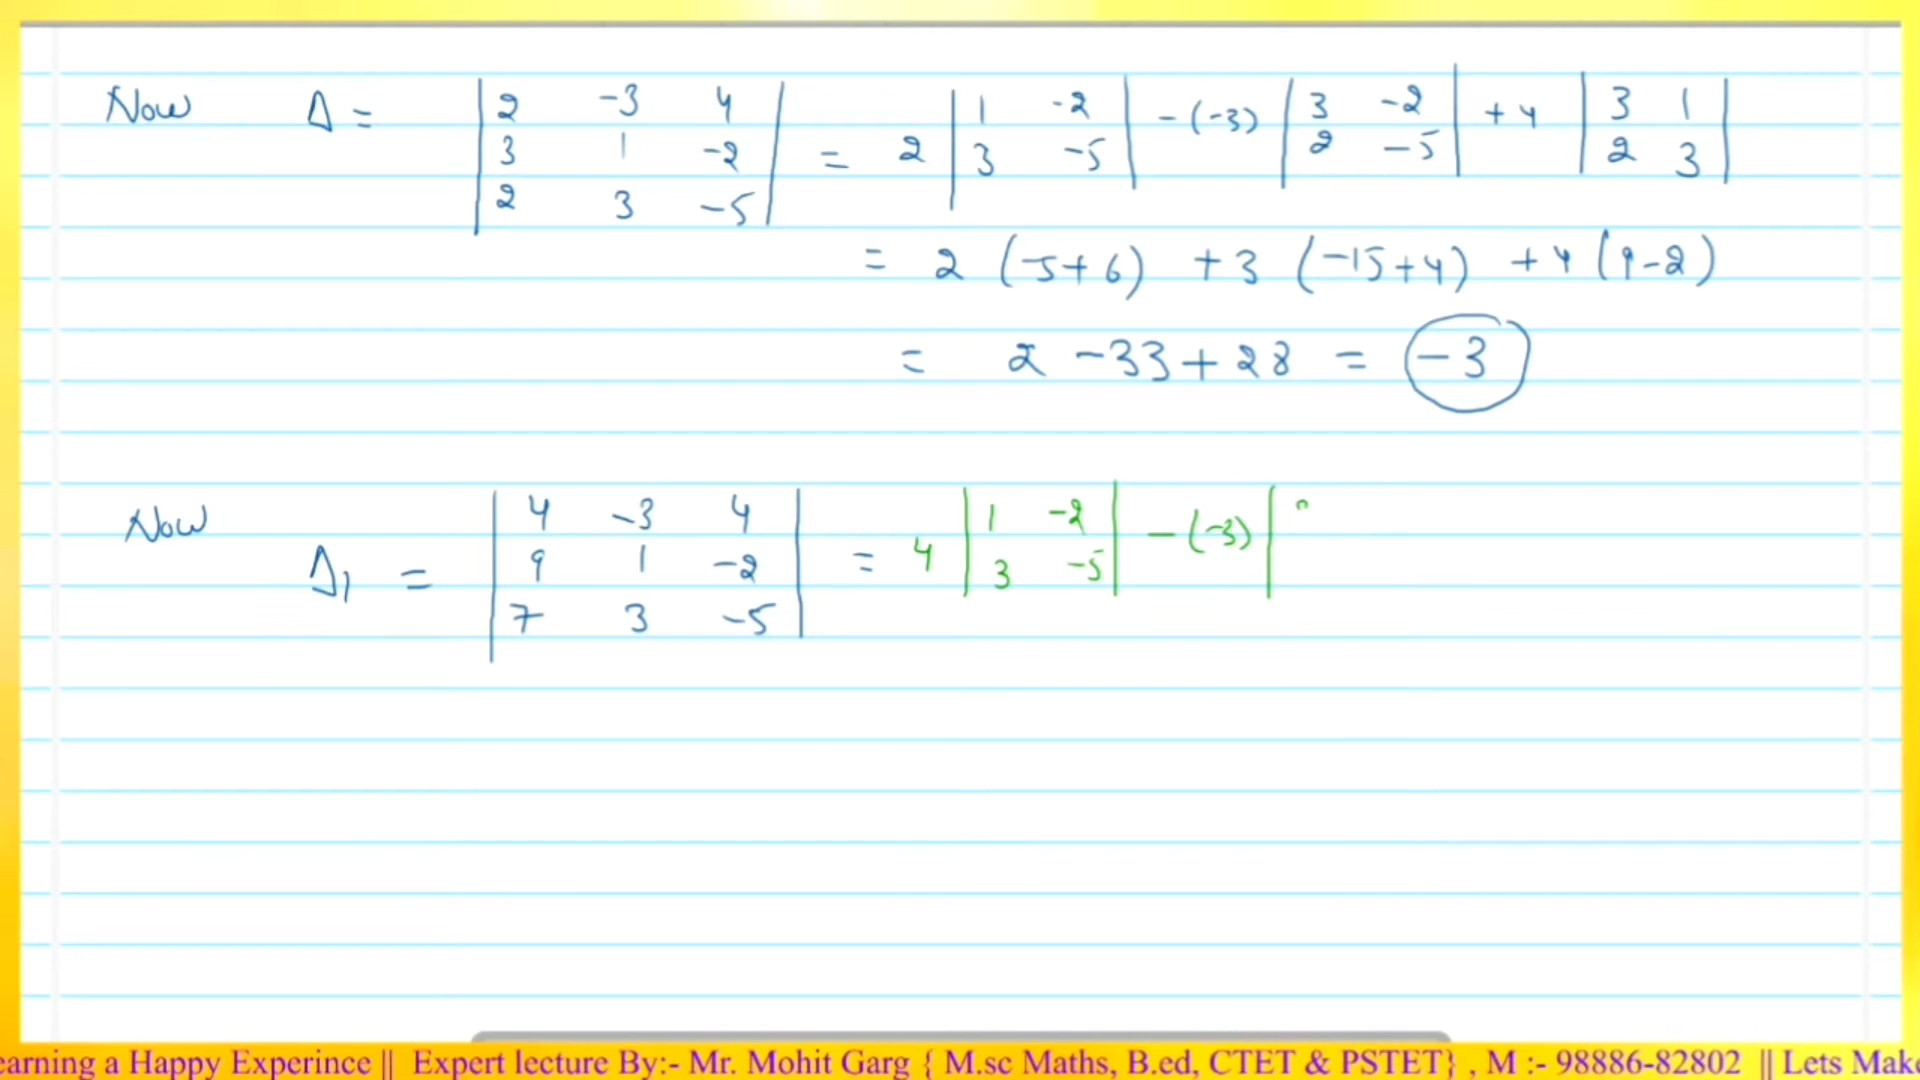 Now Δ = | 2 -3 4 | = 2 | 1 -2 | - (-3) | 3 -2 | + 4 | 3 1 |
| 3 1 -2 | | 3 -5 | | 2 -5 | | 2 3 |
| 2 3 -5 |
= 2 (-5+6) +3 (-15+4) +4 (9-2)
= 2 -33+28 = -3
Now Δ1 = | 4 -3 4 | = 4 | 1 -2 | - (-3) |
| 9 1 -2 | | 3 -5 |
| 7 3 -5 |
earning a Happy Experince || Expert lecture By:- Mr. Mohit Garg { M.sc Maths, B.ed, CTET & PSTET} , M :- 98886-82802 || Lets Make